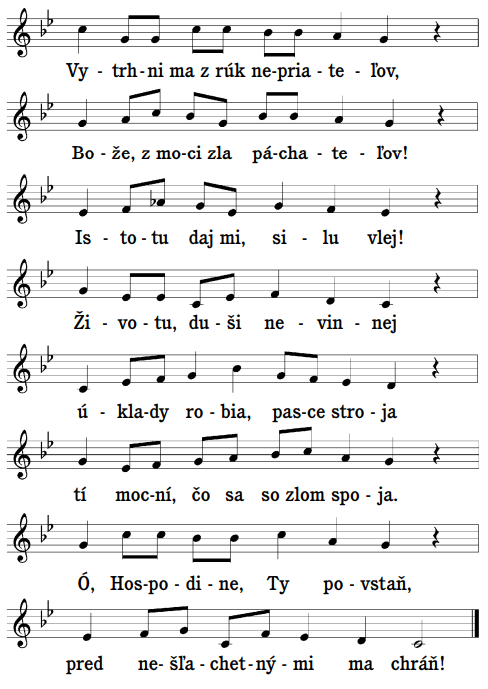 Vy - trh - ni ma z rúk ne - pria - te - ľov,
Bo - že, z mo - ci zla pá - cha - te - ľov!
Is - to - tu daj mi, si - lu vlej!
Ži - vo - tu, du - ši ne - vin - nej
ú - kla - dy ro - bia, pas - ce stro - ja
tí moc - ní, čo sa so zlom spo - ja.
Ó, Hos - po - di - ne, Ty po - vstaň,
pred ne - šľa - chet - ný - mi ma chráň!